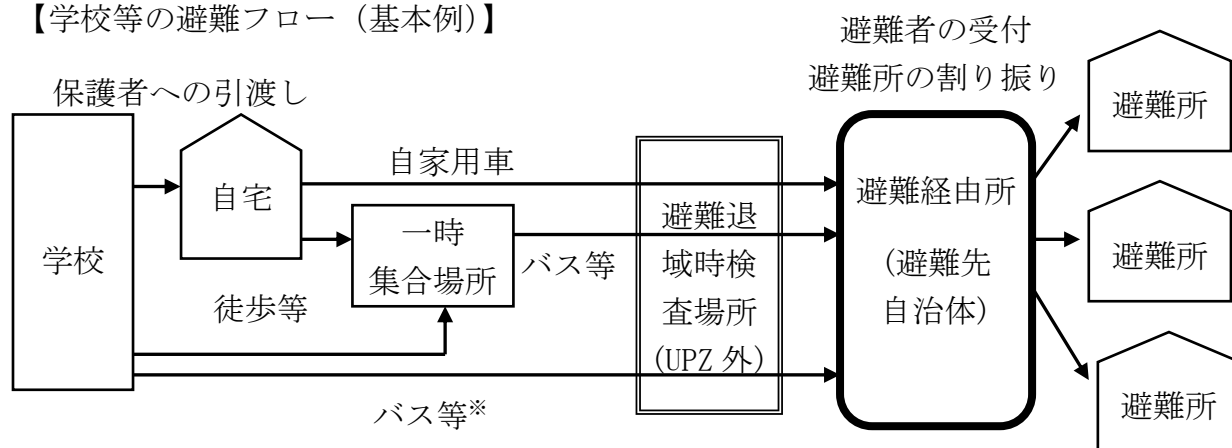 【学校等の避難フロー（基本例）】
避難者の受付
避難所の割り振り
保護者への引渡し
学校
自宅
自家用車
一時
集合場所
徒歩等
バス等
バス等※
避難退
域時検
査場所
(UPZ 外)
避難経由所
(避難先
自治体)
避難所
避難所
避難所